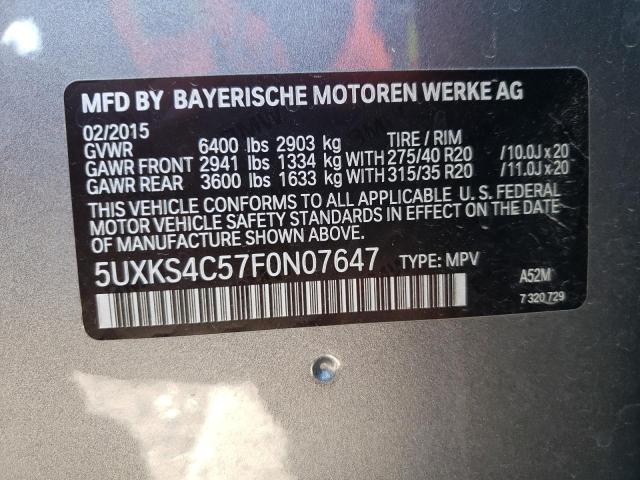 MFD BY BAYERISCHE MOTOREN WERKE AG
02/2015
GVWR 6400 lbs 2903 kg TIRE / RIM
GAWR FRONT 2941 lbs 1334 kg WITH 275/40 R20 /10.0J x 20
GAWR REAR 3600 lbs 1633 kg WITH 315/35 R20 /11.0J x 20
THIS VEHICLE CONFORMS TO ALL APPLICABLE U. S. FEDERAL
MOTOR VEHICLE SAFETY STANDARDS IN EFFECT ON THE DATE
OF MANUFACTURE SHOWN ABOVE.
5UXKS4C57F0N07647 TYPE: MPV
A52M
7 320 729